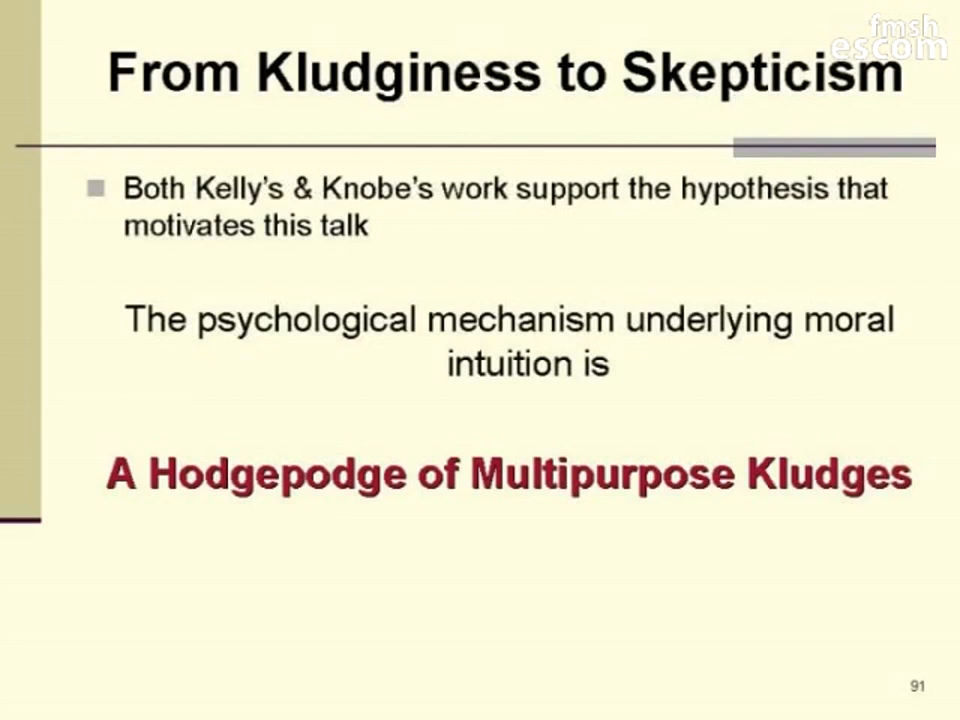 fmsh
escom
From Kludginess to Skepticism
Both Kelly's & Knobe's work support the hypothesis that
motivates this talk
The psychological mechanism underlying moral
intuition is
A Hodgepodge of Multipurpose Kludges
91